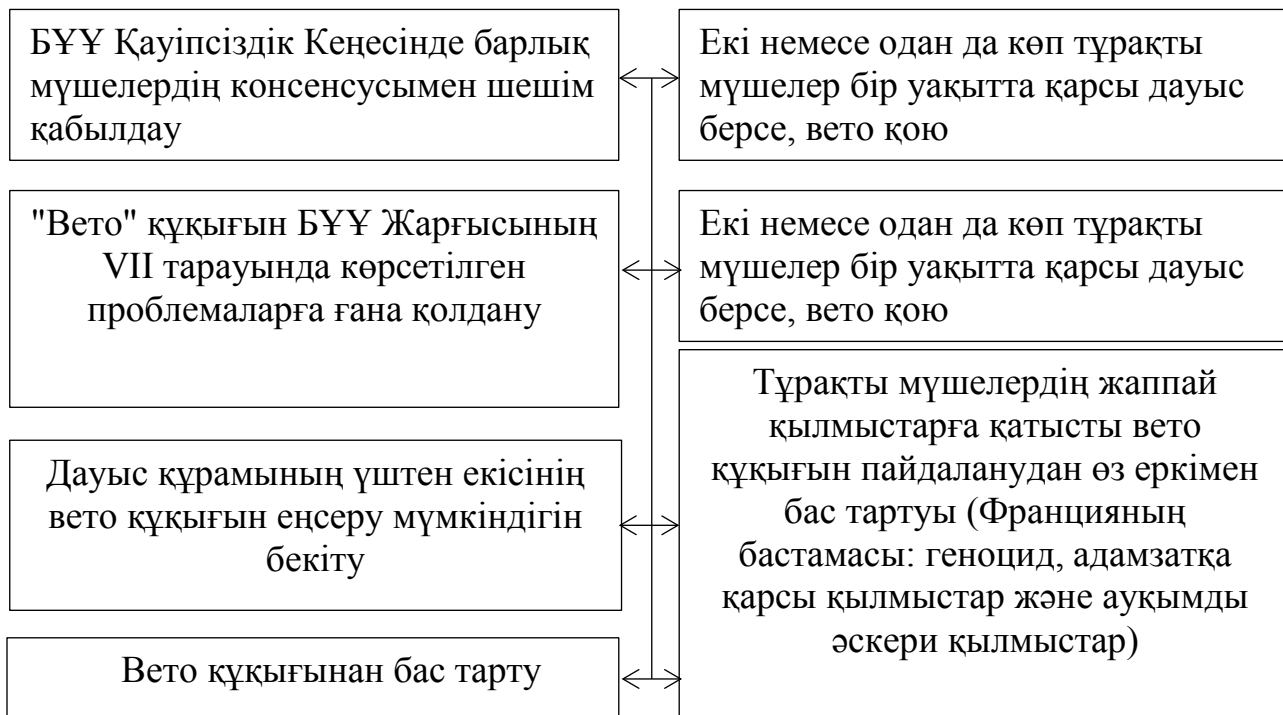 БҰҰ Қауіпсіздік Кеңесінде барлық
мүшелердің консенсусымен шешім
қабылдау
Екі немесе одан да көп тұрақты
мүшелер бір уақытта қарсы дауыс
берсе, вето қою
"Вето" құқығын БҰҰ Жарғысының
VII тарауында көрсетілген
проблемаларға ғана қолдану
Екі немесе одан да көп тұрақты
мүшелер бір уақытта қарсы дауыс
берсе, вето қою
Дауыс құрамының үштен екісінің
вето құқығын еңсеру мүмкіндігін
бекіту
Тұрақты мүшелердің жаппай
қылмыстарға қатысты вето
құқығын пайдаланудан өз еркімен
бас тартуы (Францияның
бастамасы: геноцид, адамзатқа
қарсы қылмыстар және ауқымды
әскери қылмыстар)
Вето құқығынан бас тарту